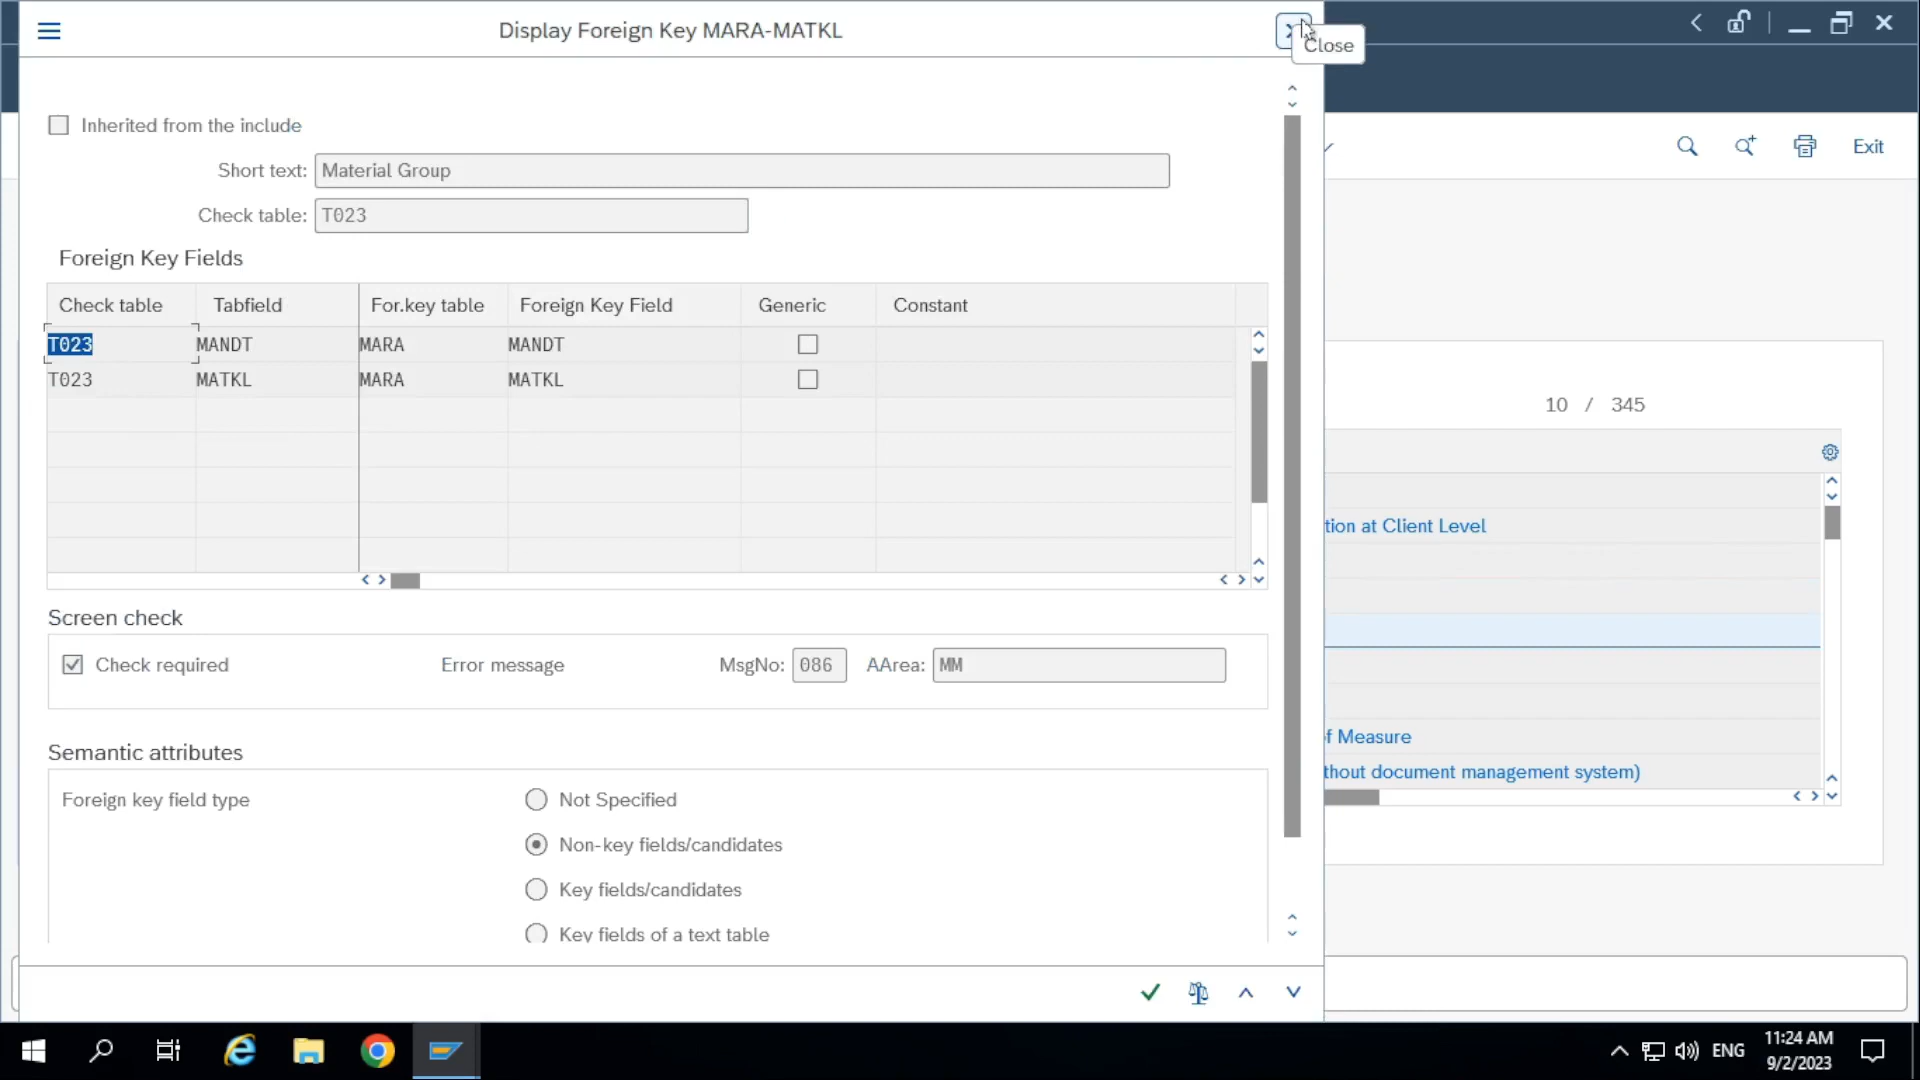 Display Foreign Key MARA-MATKL
Close
Exit
Inherited from the include
Short text: Material Group
Check table: T023
Foreign Key Fields
Check table Tabfield For.key table Foreign Key Field Generic Constant
T023 MANDT MARA MANDT
T023 MATKL MARA MATKL
10 / 345
tion at Client Level
f Measure
thout document management system)
Screen check
Check required Error message MsgNo: 086 AArea: MM
Semantic attributes
Foreign key field type
Not Specified
Non-key fields/candidates
Key fields/candidates
Key fields of a text table
ENG
11:24 AM
9/2/2023